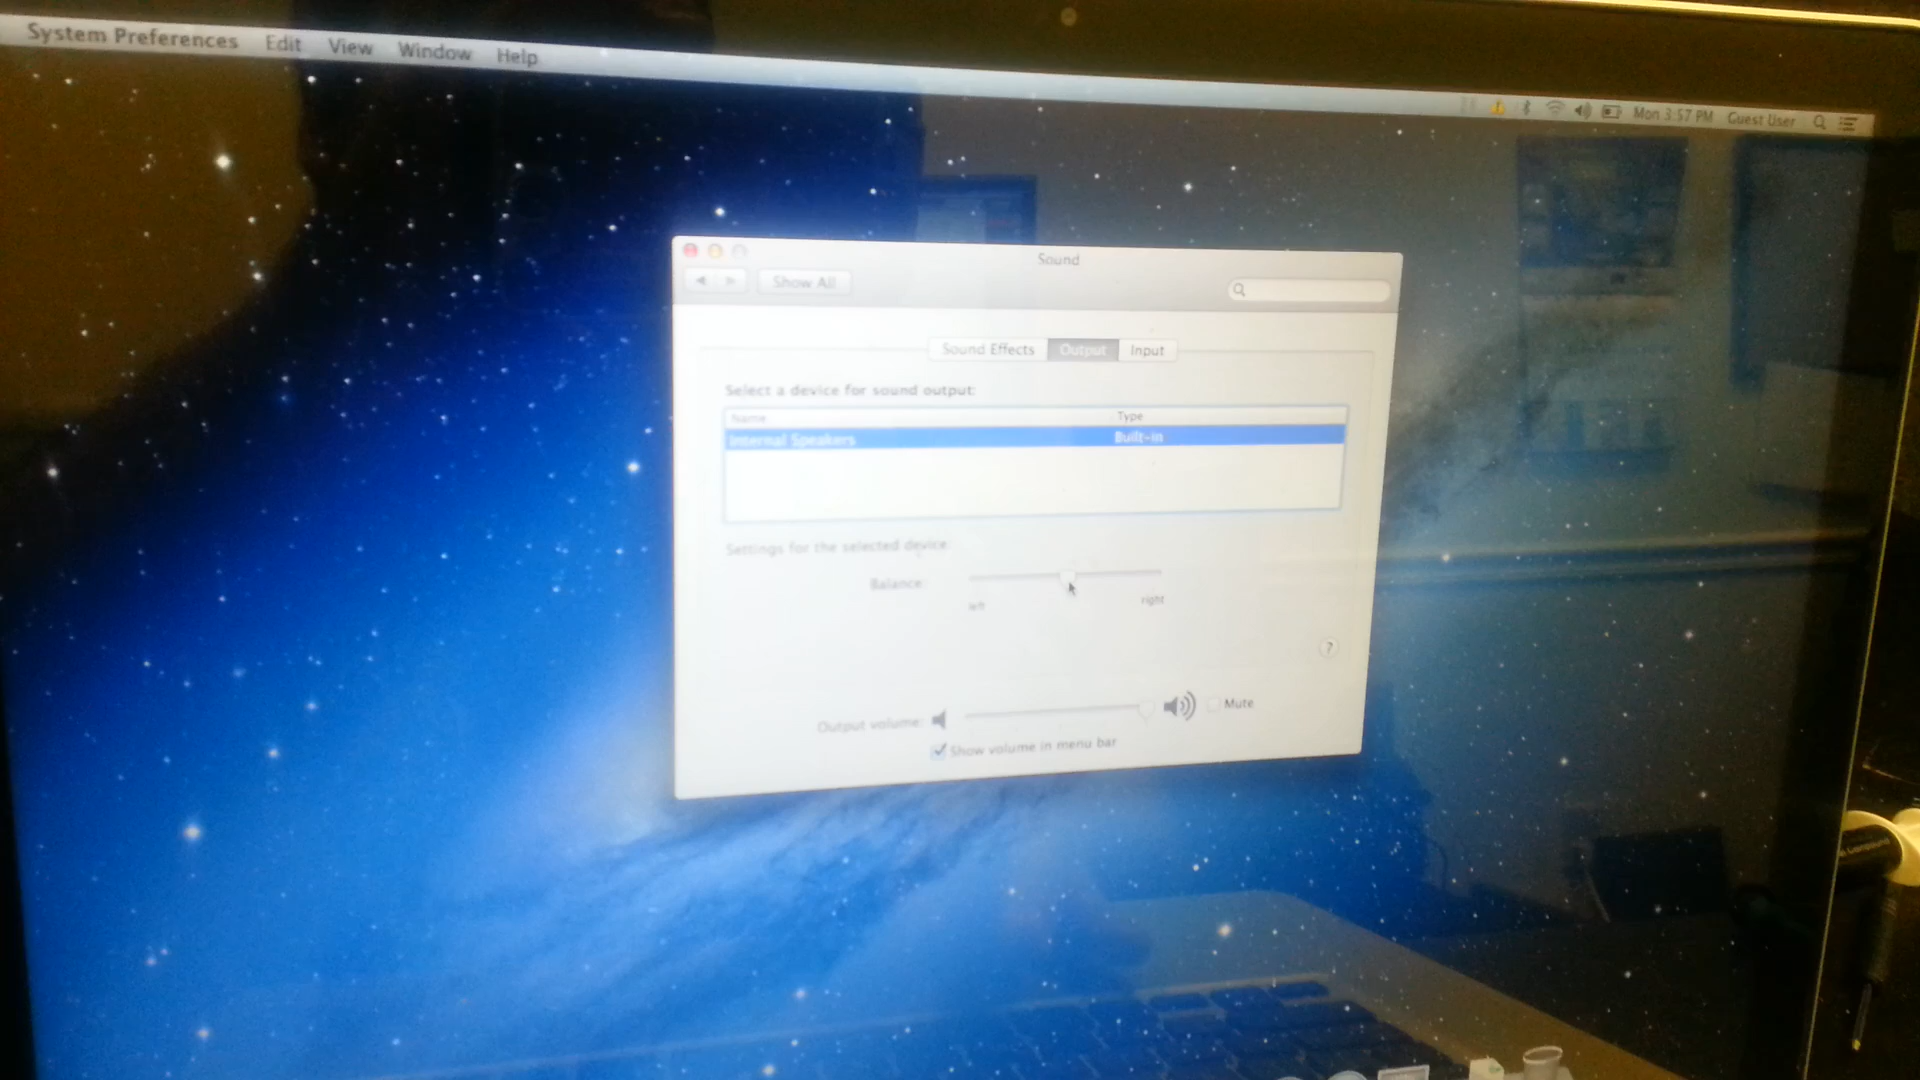 System Preferences Edit View Window Help
Mon 3:57 PM Guest User
Sound
Show All
Sound Effects Output Input
Select a device for sound output:
Name Type
Internal Speakers Built-in
Settings for the selected device:
Balance:
left right
?
Output volume: Mute
Show volume in menu bar